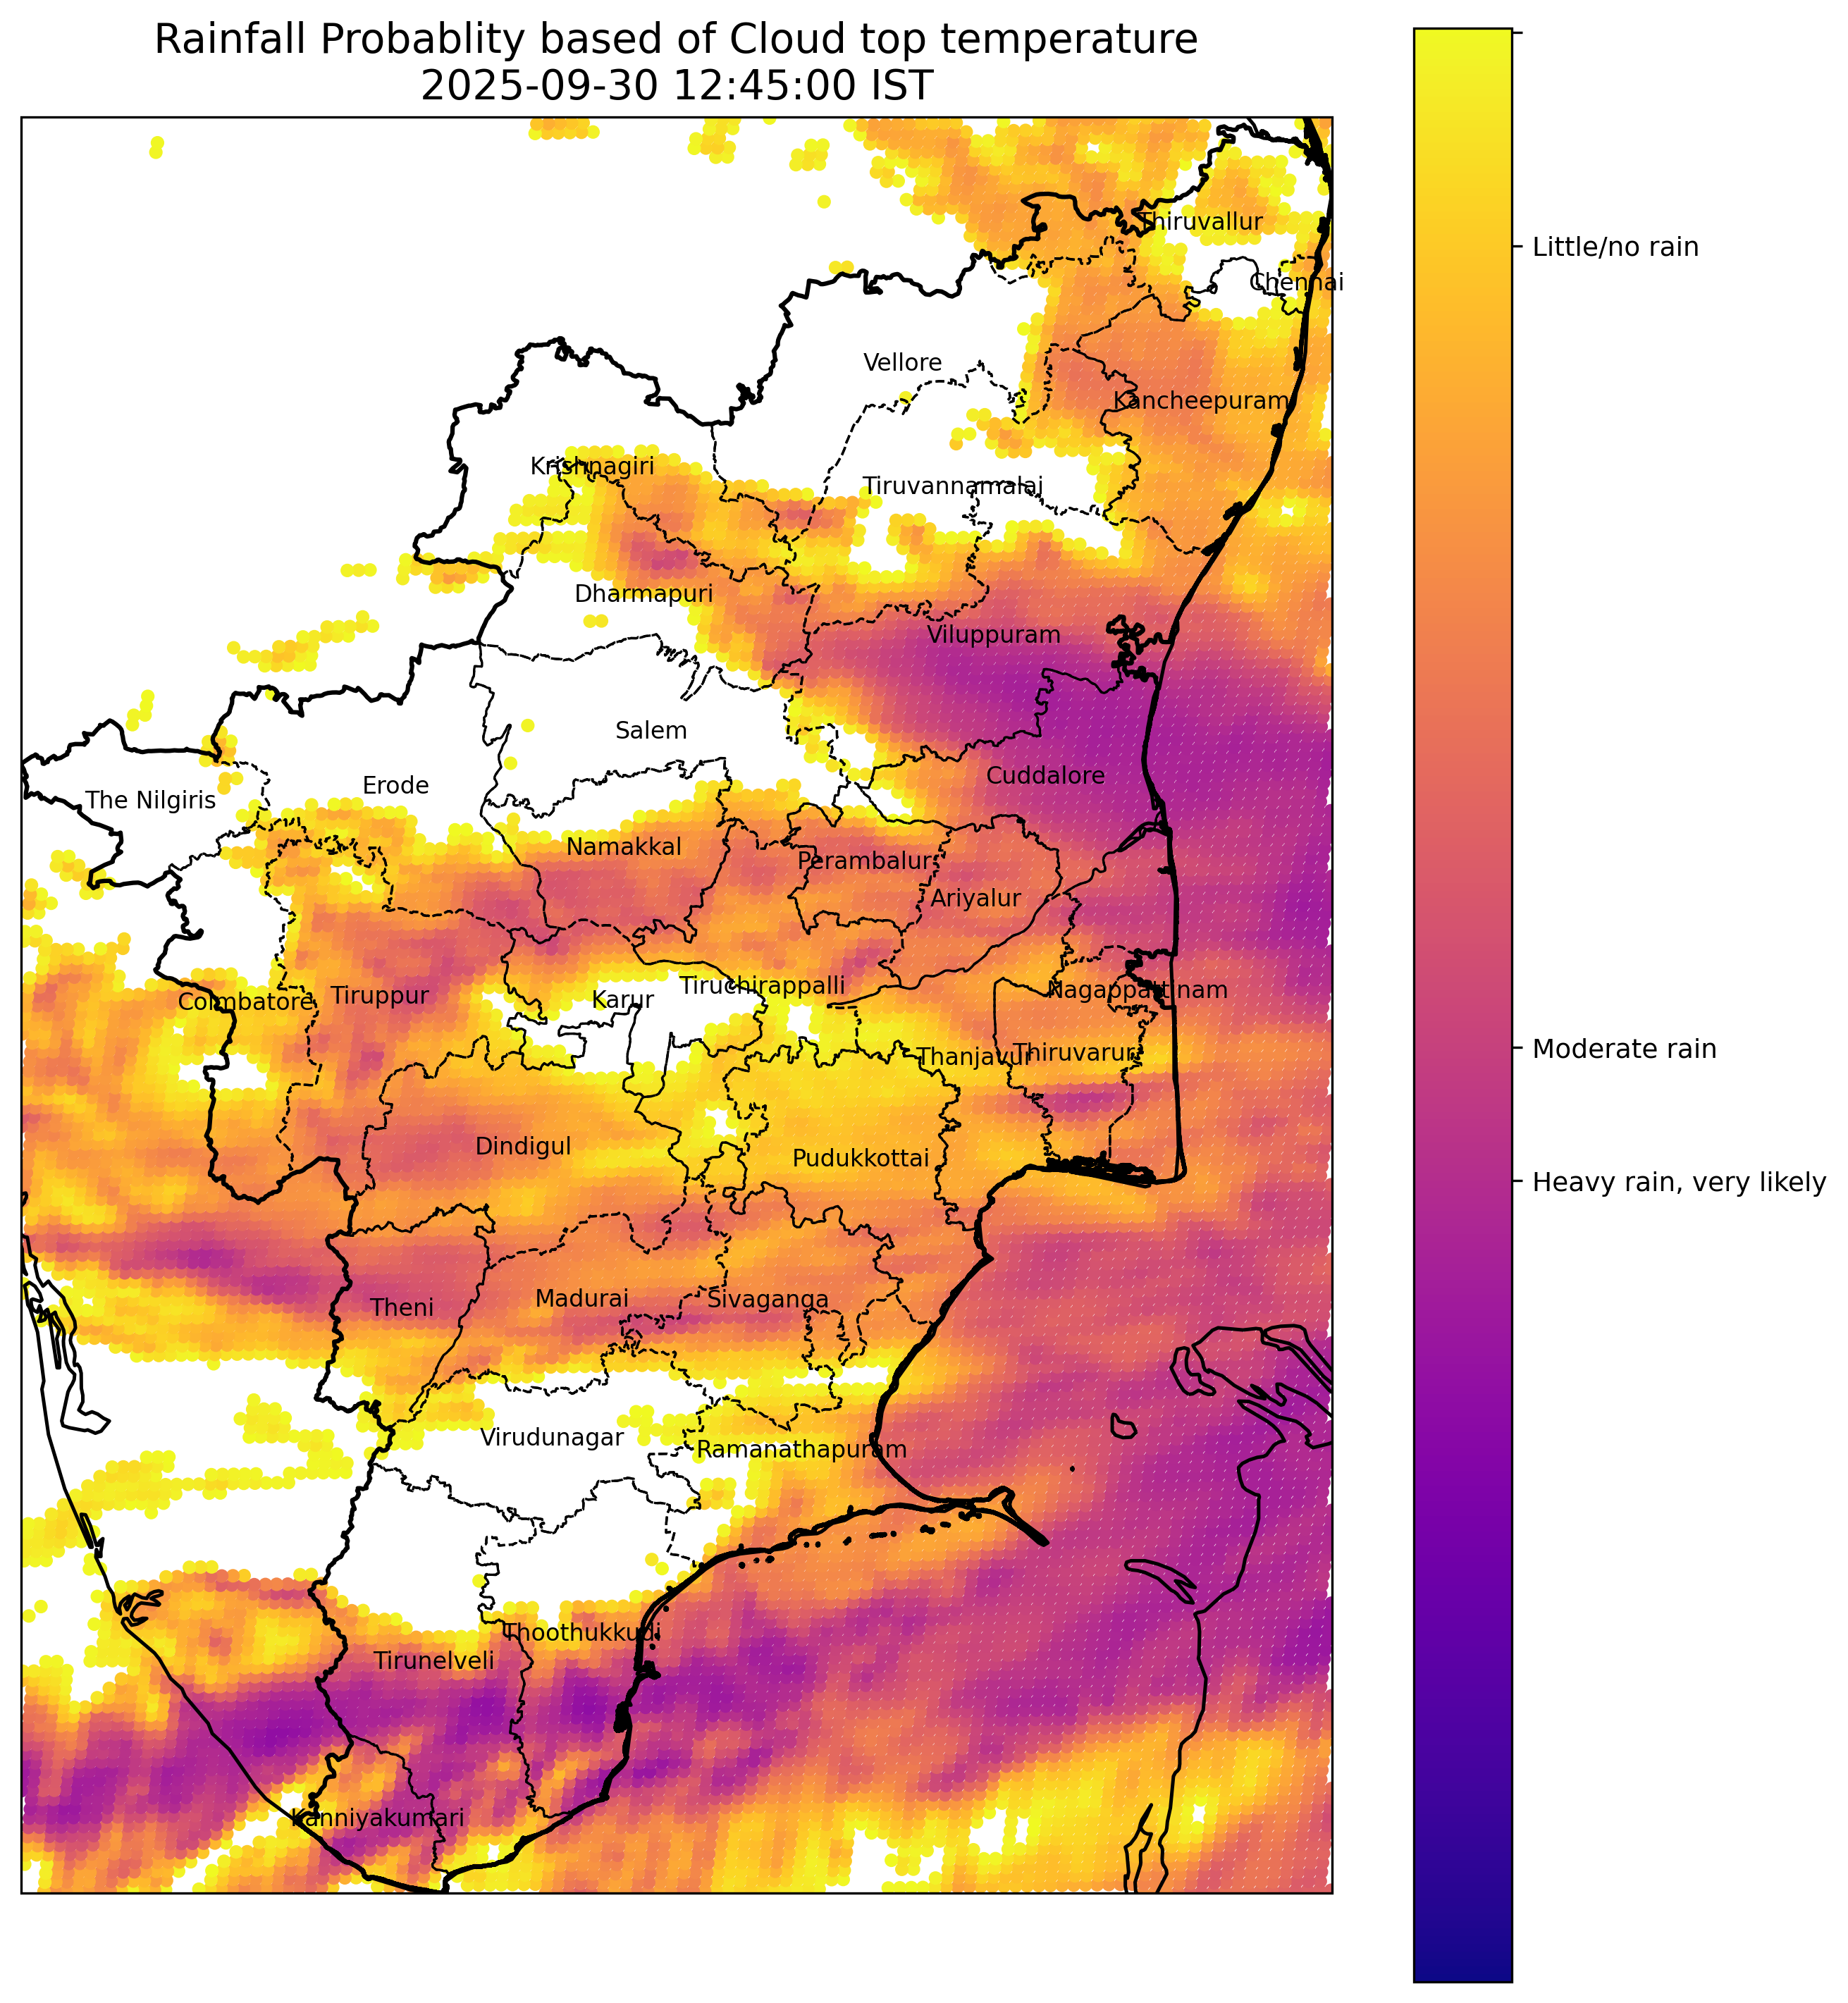 Rainfall Probablity based of Cloud top temperature
2025-09-30 12:45:00 IST
Thiruvallur
Chennai
Vellore
Kancheepuram
Krishnagiri
Tiruvannamalai
Dharmapuri
Viluppuram
Salem
Cuddalore
Erode
The Nilgiris
Namakkal
Perambalur
Ariyalur
Tiruchirappalli
Nagappattinam
Coimbatore
Tiruppur
Karur
Thanjavur
Thiruvarur
Dindigul
Pudukkottai
Theni
Madurai
Sivaganga
Virudunagar
Ramanathapuram
Thoothukkudi
Tirunelveli
Kanniyakumari
Little/no rain
Moderate rain
Heavy rain, very likely